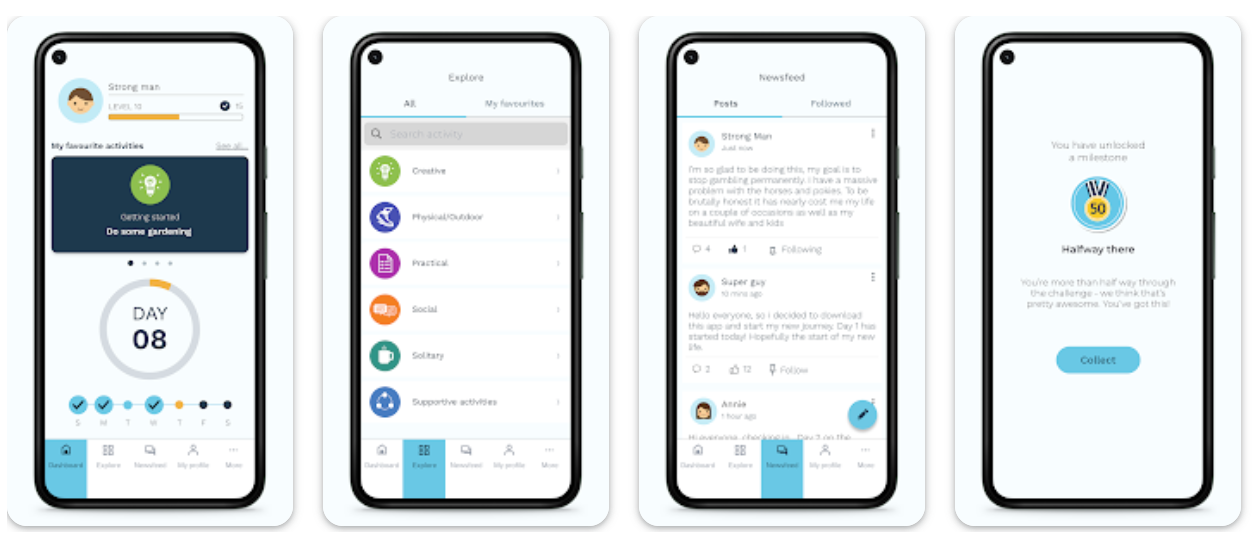 Strong man
LEVEL 10
15
My favourite activities
See all...
Getting started
Do some gardening
DAY
08
S M T W T F S
Dashboard Explore Newsfeed My profile More
Explore
All My favourites
Search activity
Creative
Physical/Outdoor
Practical
Social
Solitary
Supportive activities
Dashboard Explore Newsfeed My profile More
Newsfeed
Posts Followed
Strong Man
Just now
I'm so glad to be doing this, my goal is to
stop gambling permanently. I have a massive
problem with the horses and pokies. To be
brutally honest it has nearly cost me my life
on a couple of occasions as well as my
beautiful wife and kids
4 1 Following
Super guy
10 mins ago
Hello everyone, so i decided to download
this app and start my new journey. Day 1 has
started today! Hopefully the start of my new
life.
2 12 Follow
Annie
1 hour ago
Hi everyone, checking in. Day 2 on the
Dashboard Explore Newsfeed My profile More
You have unlocked
a milestone
50
Halfway there
You're more than half way through
the challenge - we think that's
pretty awesome. You've got this!
Collect